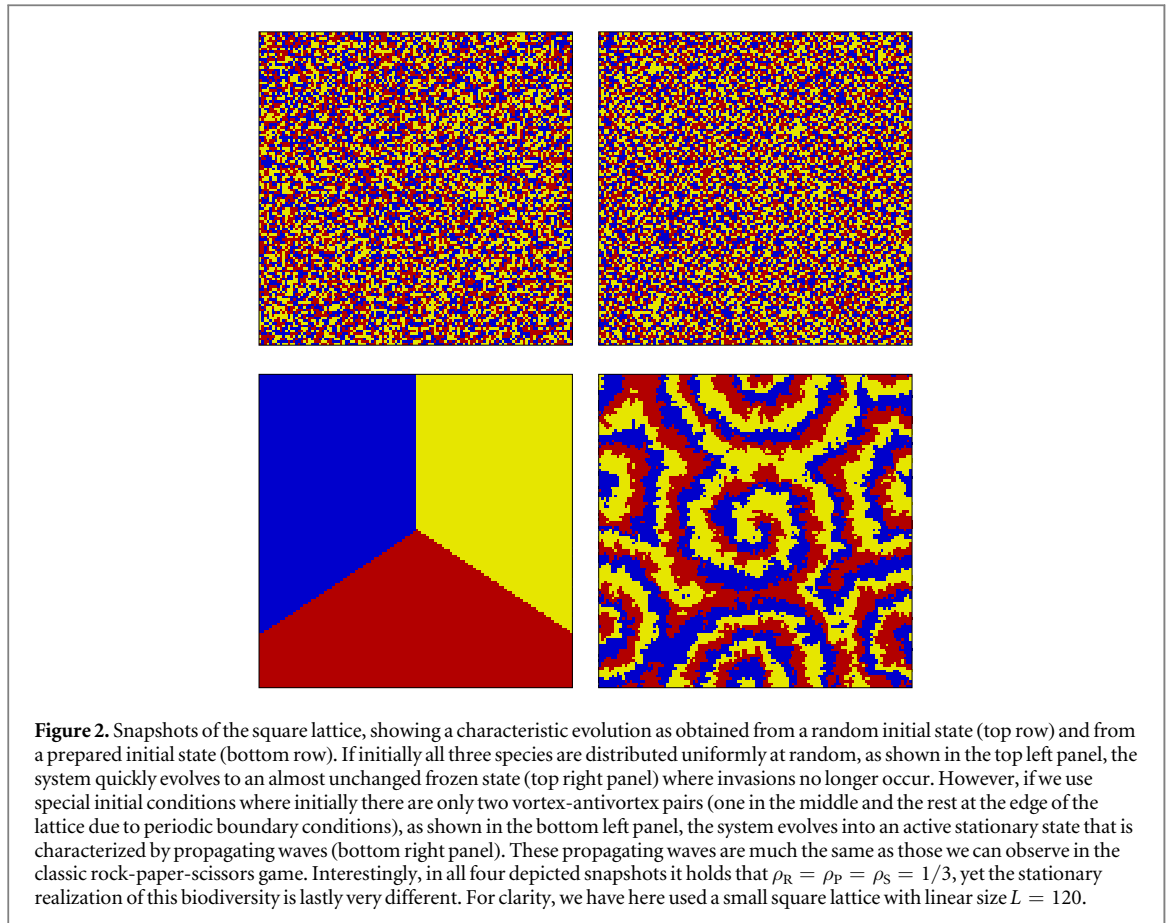 Figure 2. Snapshots of the square lattice, showing a characteristic evolution as obtained from a random initial state (top row) and from
a prepared initial state (bottom row). If initially all three species are distributed uniformly at random, as shown in the top left panel, the
system quickly evolves to an almost unchanged frozen state (top right panel) where invasions no longer occur. However, if we use
special initial conditions where initially there are only two vortex-antivortex pairs (one in the middle and the rest at the edge of the
lattice due to periodic boundary conditions), as shown in the bottom left panel, the system evolves into an active stationary state that is
characterized by propagating waves (bottom right panel). These propagating waves are much the same as those we can observe in the
classic rock-paper-scissors game. Interestingly, in all four depicted snapshots it holds that ρR = ρP = ρS = 1/3, yet the stationary
realization of this biodiversity is lastly very different. For clarity, we have here used a small square lattice with linear size L = 120.